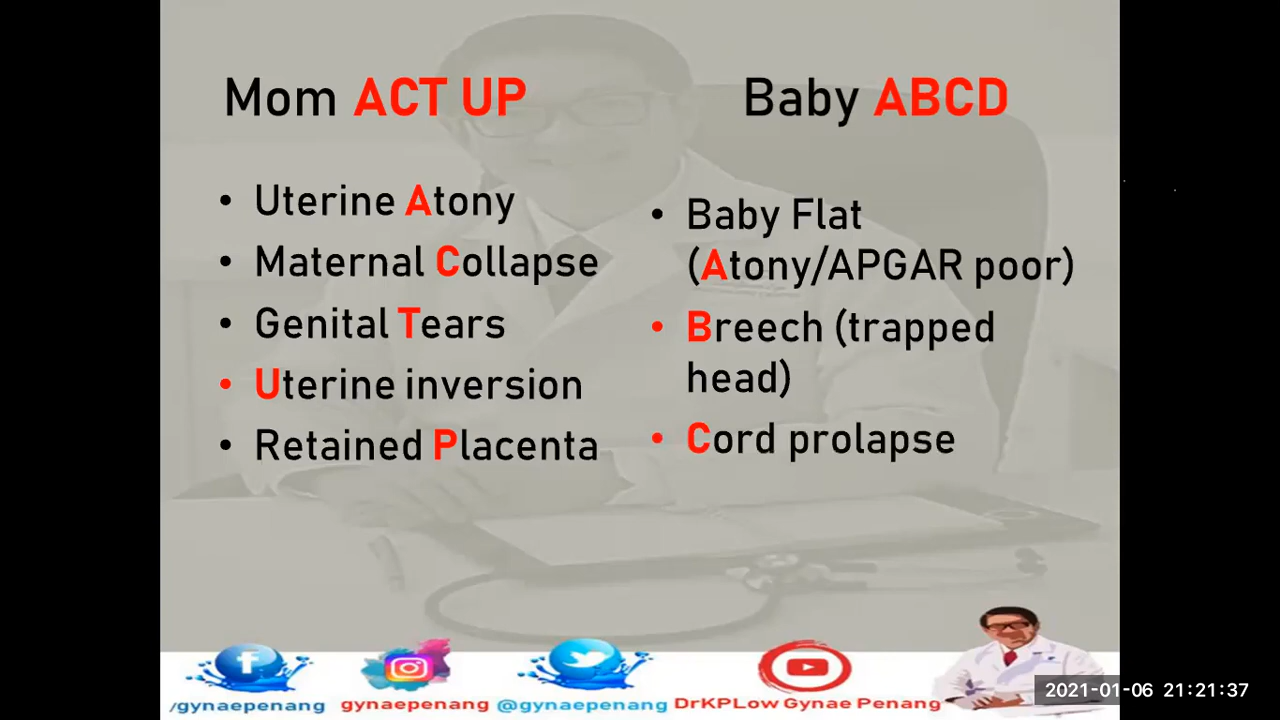 Mom ACT UP
• Uterine Atony
• Maternal Collapse
• Genital Tears
• Uterine inversion
• Retained Placenta
Baby ABCD
• Baby Flat
(Atony/APGAR poor)
• Breech (trapped
head)
• Cord prolapse
/gynaepenang
gynaepenang
@gynaepenang
DrKPLow Gynae Penang
2021-01-06 21:21:37